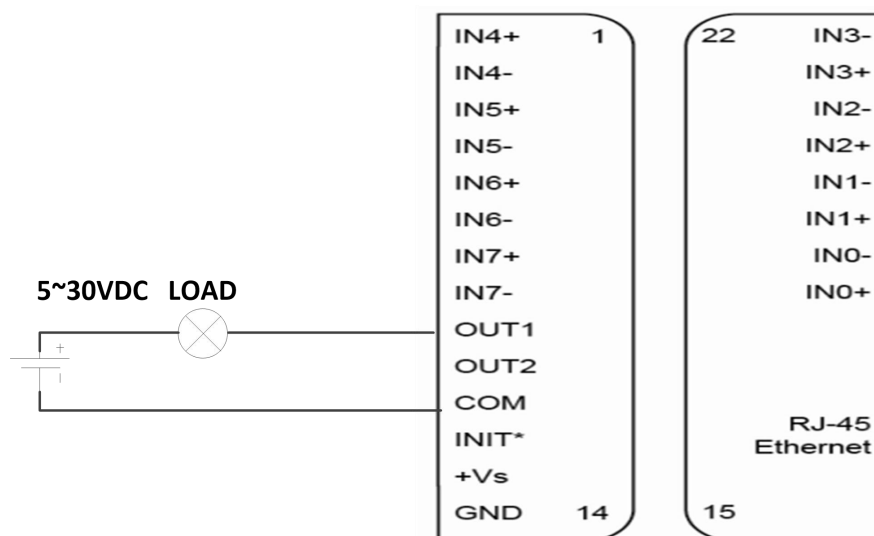 5~30VDC LOAD
+
IN4+ 1
IN4-
IN5+
IN5-
IN6+
IN6-
IN7+
IN7-
OUT1
OUT2
COM
INIT*
+Vs
GND 14
22 IN3-
IN3+
IN2-
IN2+
IN1-
IN1+
IN0-
IN0+
RJ-45
Ethernet
15